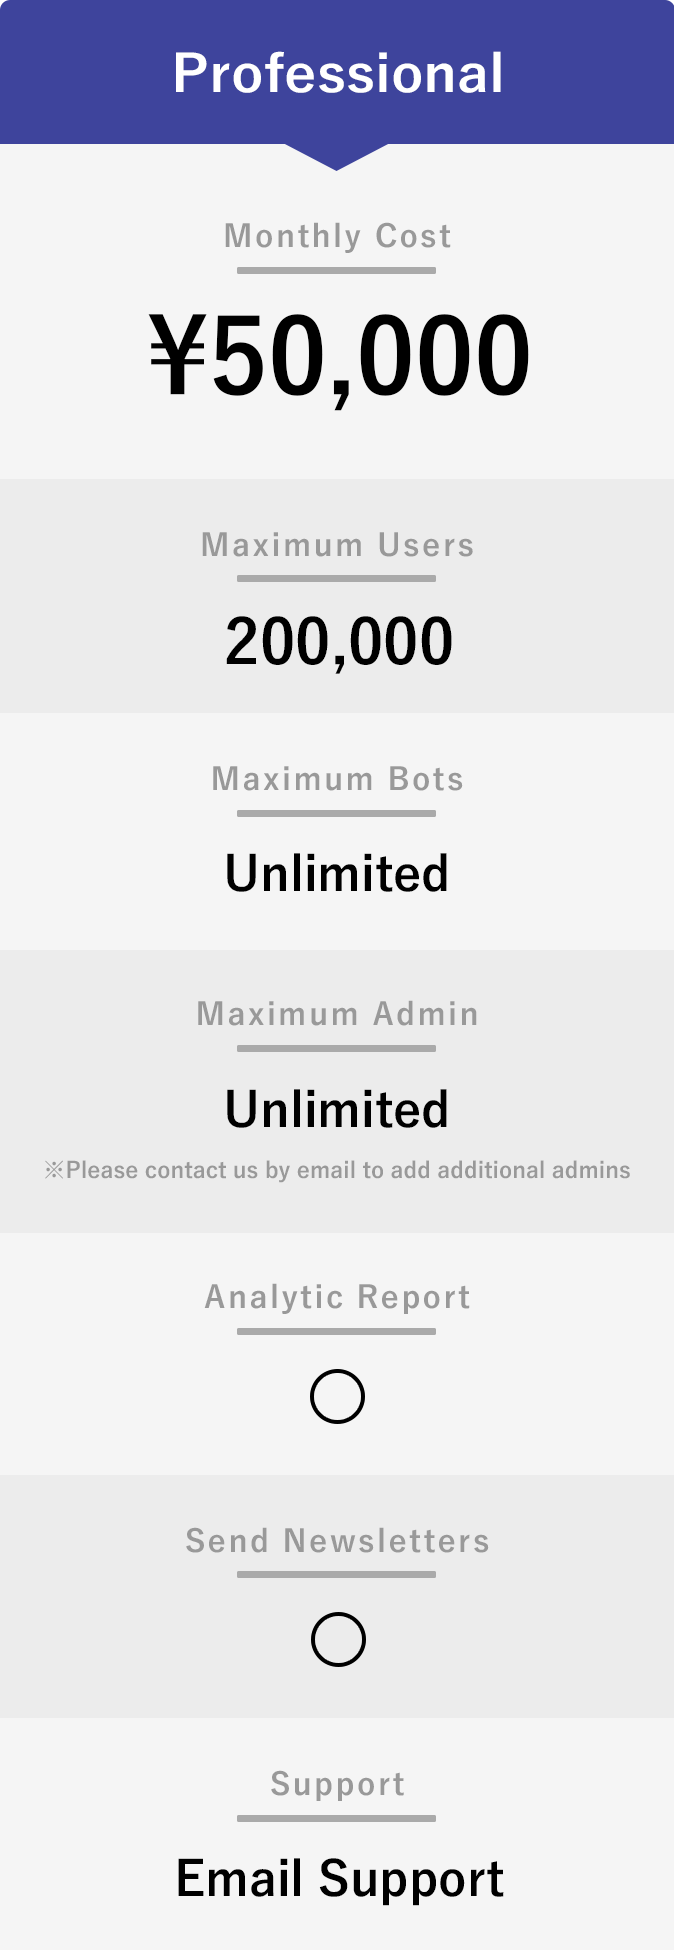 Professional
Monthly Cost
¥50,000
Maximum Users
200,000
Maximum Bots
Unlimited
Maximum Admin
Unlimited
※Please contact us by email to add additional admins
Analytic Report
◯
Send Newsletters
◯
Support
Email Support